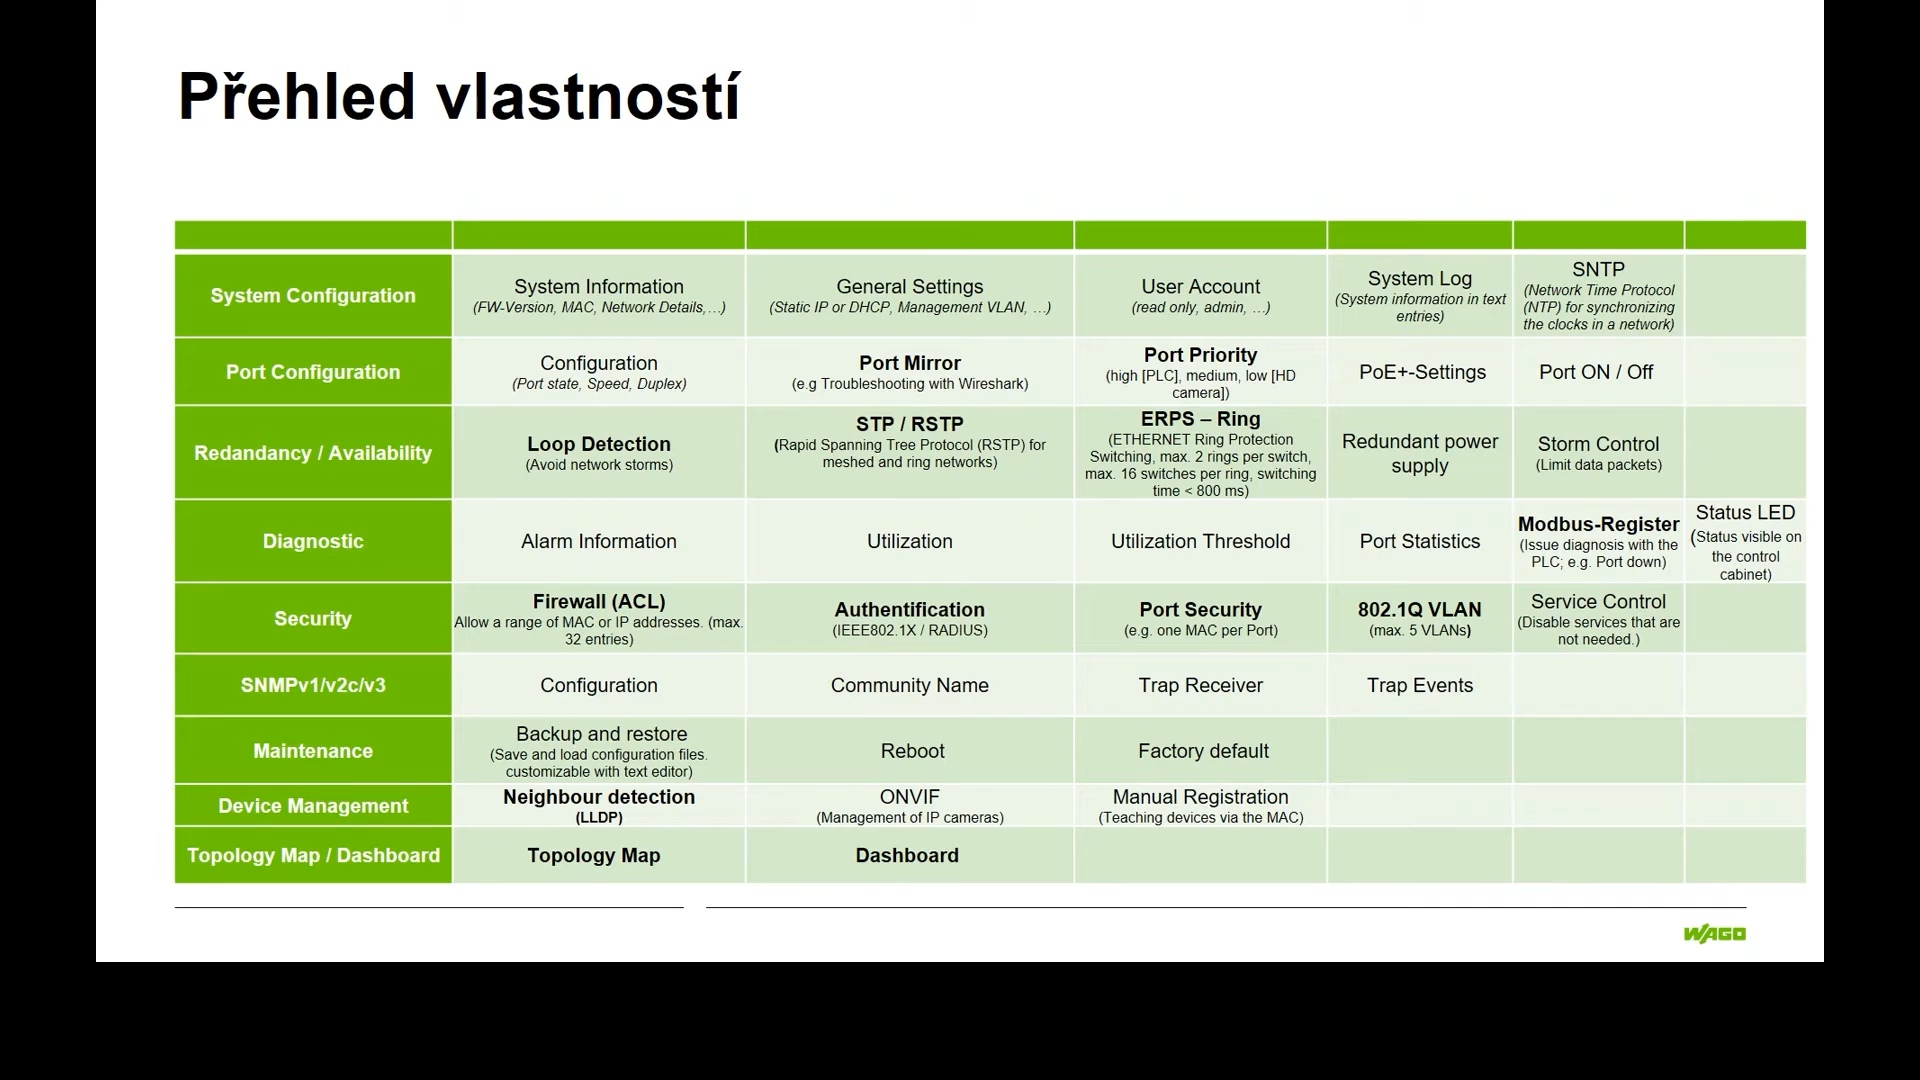 Přehled vlastností
System Configuration
System Information
(FW-Version, MAC, Network Details,…)
General Settings
(Static IP or DHCP, Management VLAN, …)
User Account
(read only, admin, …)
System Log
(System information in text
entries)
SNTP
(Network Time Protocol
(NTP) for synchronizing
the clocks in a network)
Port Configuration
Configuration
(Port state, Speed, Duplex)
Port Mirror
(e.g Troubleshooting with Wireshark)
Port Priority
(high [PLC], medium, low [HD
camera])
PoE+-Settings
Port ON / Off
Redandancy / Availability
Loop Detection
(Avoid network storms)
STP / RSTP
(Rapid Spanning Tree Protocol (RSTP) for
meshed and ring networks)
ERPS – Ring
(ETHERNET Ring Protection
Switching, max. 2 rings per switch,
max. 16 switches per ring, switching
time < 800 ms)
Redundant power
supply
Storm Control
(Limit data packets)
Diagnostic
Alarm Information
Utilization
Utilization Threshold
Port Statistics
Modbus-Register
(Issue diagnosis with the
PLC; e.g. Port down)
Status LED
(Status visible on
the control
cabinet)
Security
Firewall (ACL)
Allow a range of MAC or IP addresses. (max.
32 entries)
Authentification
(IEEE802.1X / RADIUS)
Port Security
(e.g. one MAC per Port)
802.1Q VLAN
(max. 5 VLANs)
Service Control
(Disable services that are
not needed.)
SNMPv1/v2c/v3
Configuration
Community Name
Trap Receiver
Trap Events
Maintenance
Backup and restore
(Save and load configuration files.
customizable with text editor)
Reboot
Factory default
Device Management
Neighbour detection
(LLDP)
ONVIF
(Management of IP cameras)
Manual Registration
(Teaching devices via the MAC)
Topology Map / Dashboard
Topology Map
Dashboard
WAGO